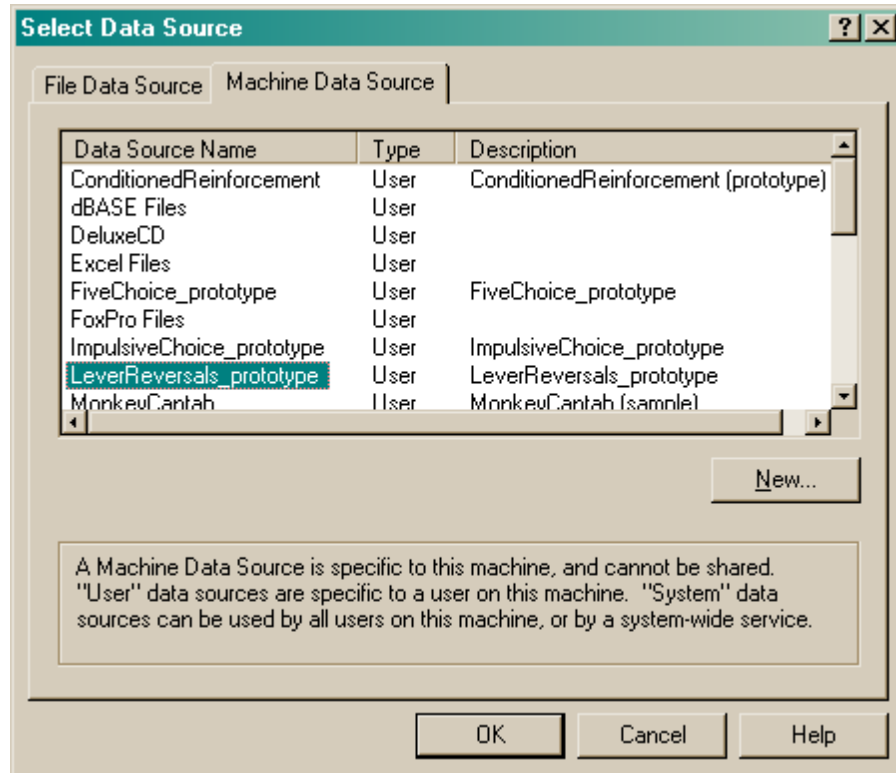 Select Data Source
File Data Source Machine Data Source
Data Source Name Type Description
ConditionedReinforcement User ConditionedReinforcement (prototype)
dBASE Files User
DeluxeCD User
Excel Files User
FiveChoice_prototype User FiveChoice_prototype
FoxPro Files User
ImpulsiveChoice_prototype User ImpulsiveChoice_prototype
LeverReversals_prototype User LeverReversals_prototype
MonkeyCantab User MonkeyCantab (sample)
New...
A Machine Data Source is specific to this machine, and cannot be shared.
"User" data sources are specific to a user on this machine. "System" data
sources can be used by all users on this machine, or by a system-wide service.
OK Cancel Help